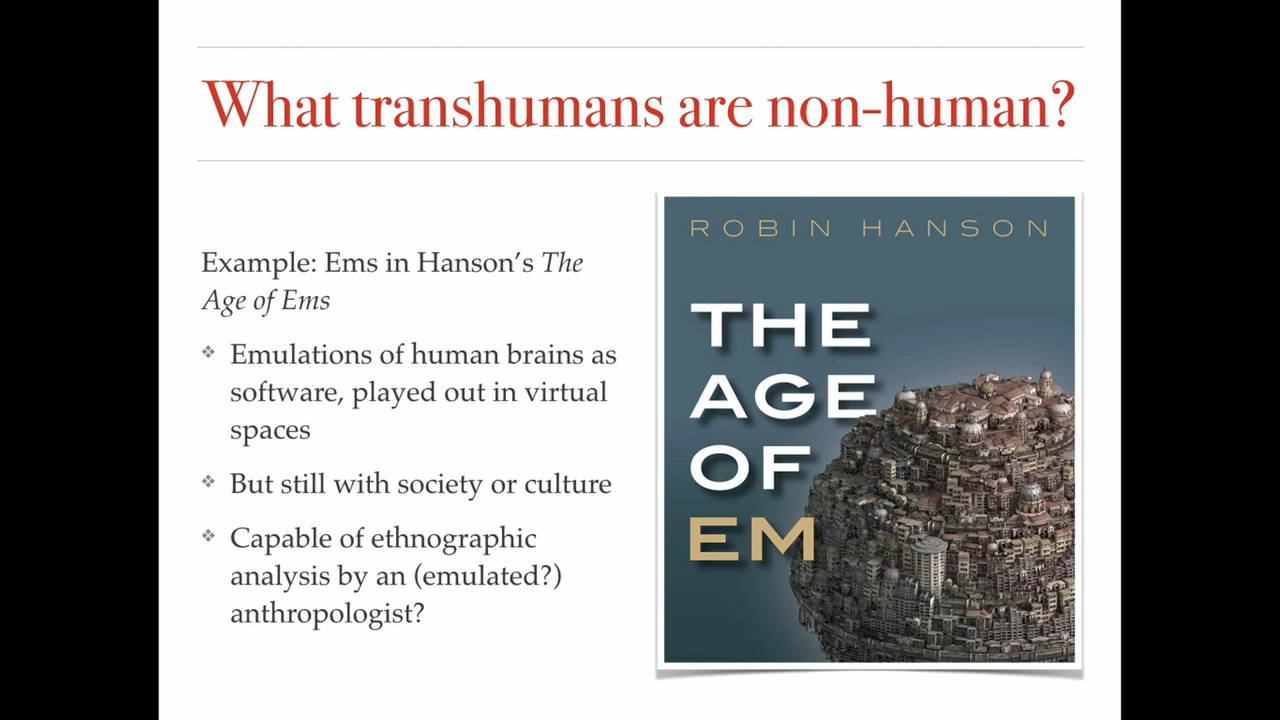 What transhumans are non-human?
Example: Ems in Hanson's The
Age of Ems
❖ Emulations of human brains as
software, played out in virtual
spaces
❖ But still with society or culture
❖ Capable of ethnographic
analysis by an (emulated?)
anthropologist?
ROBIN HANSON
THE
AGE
OF
EM